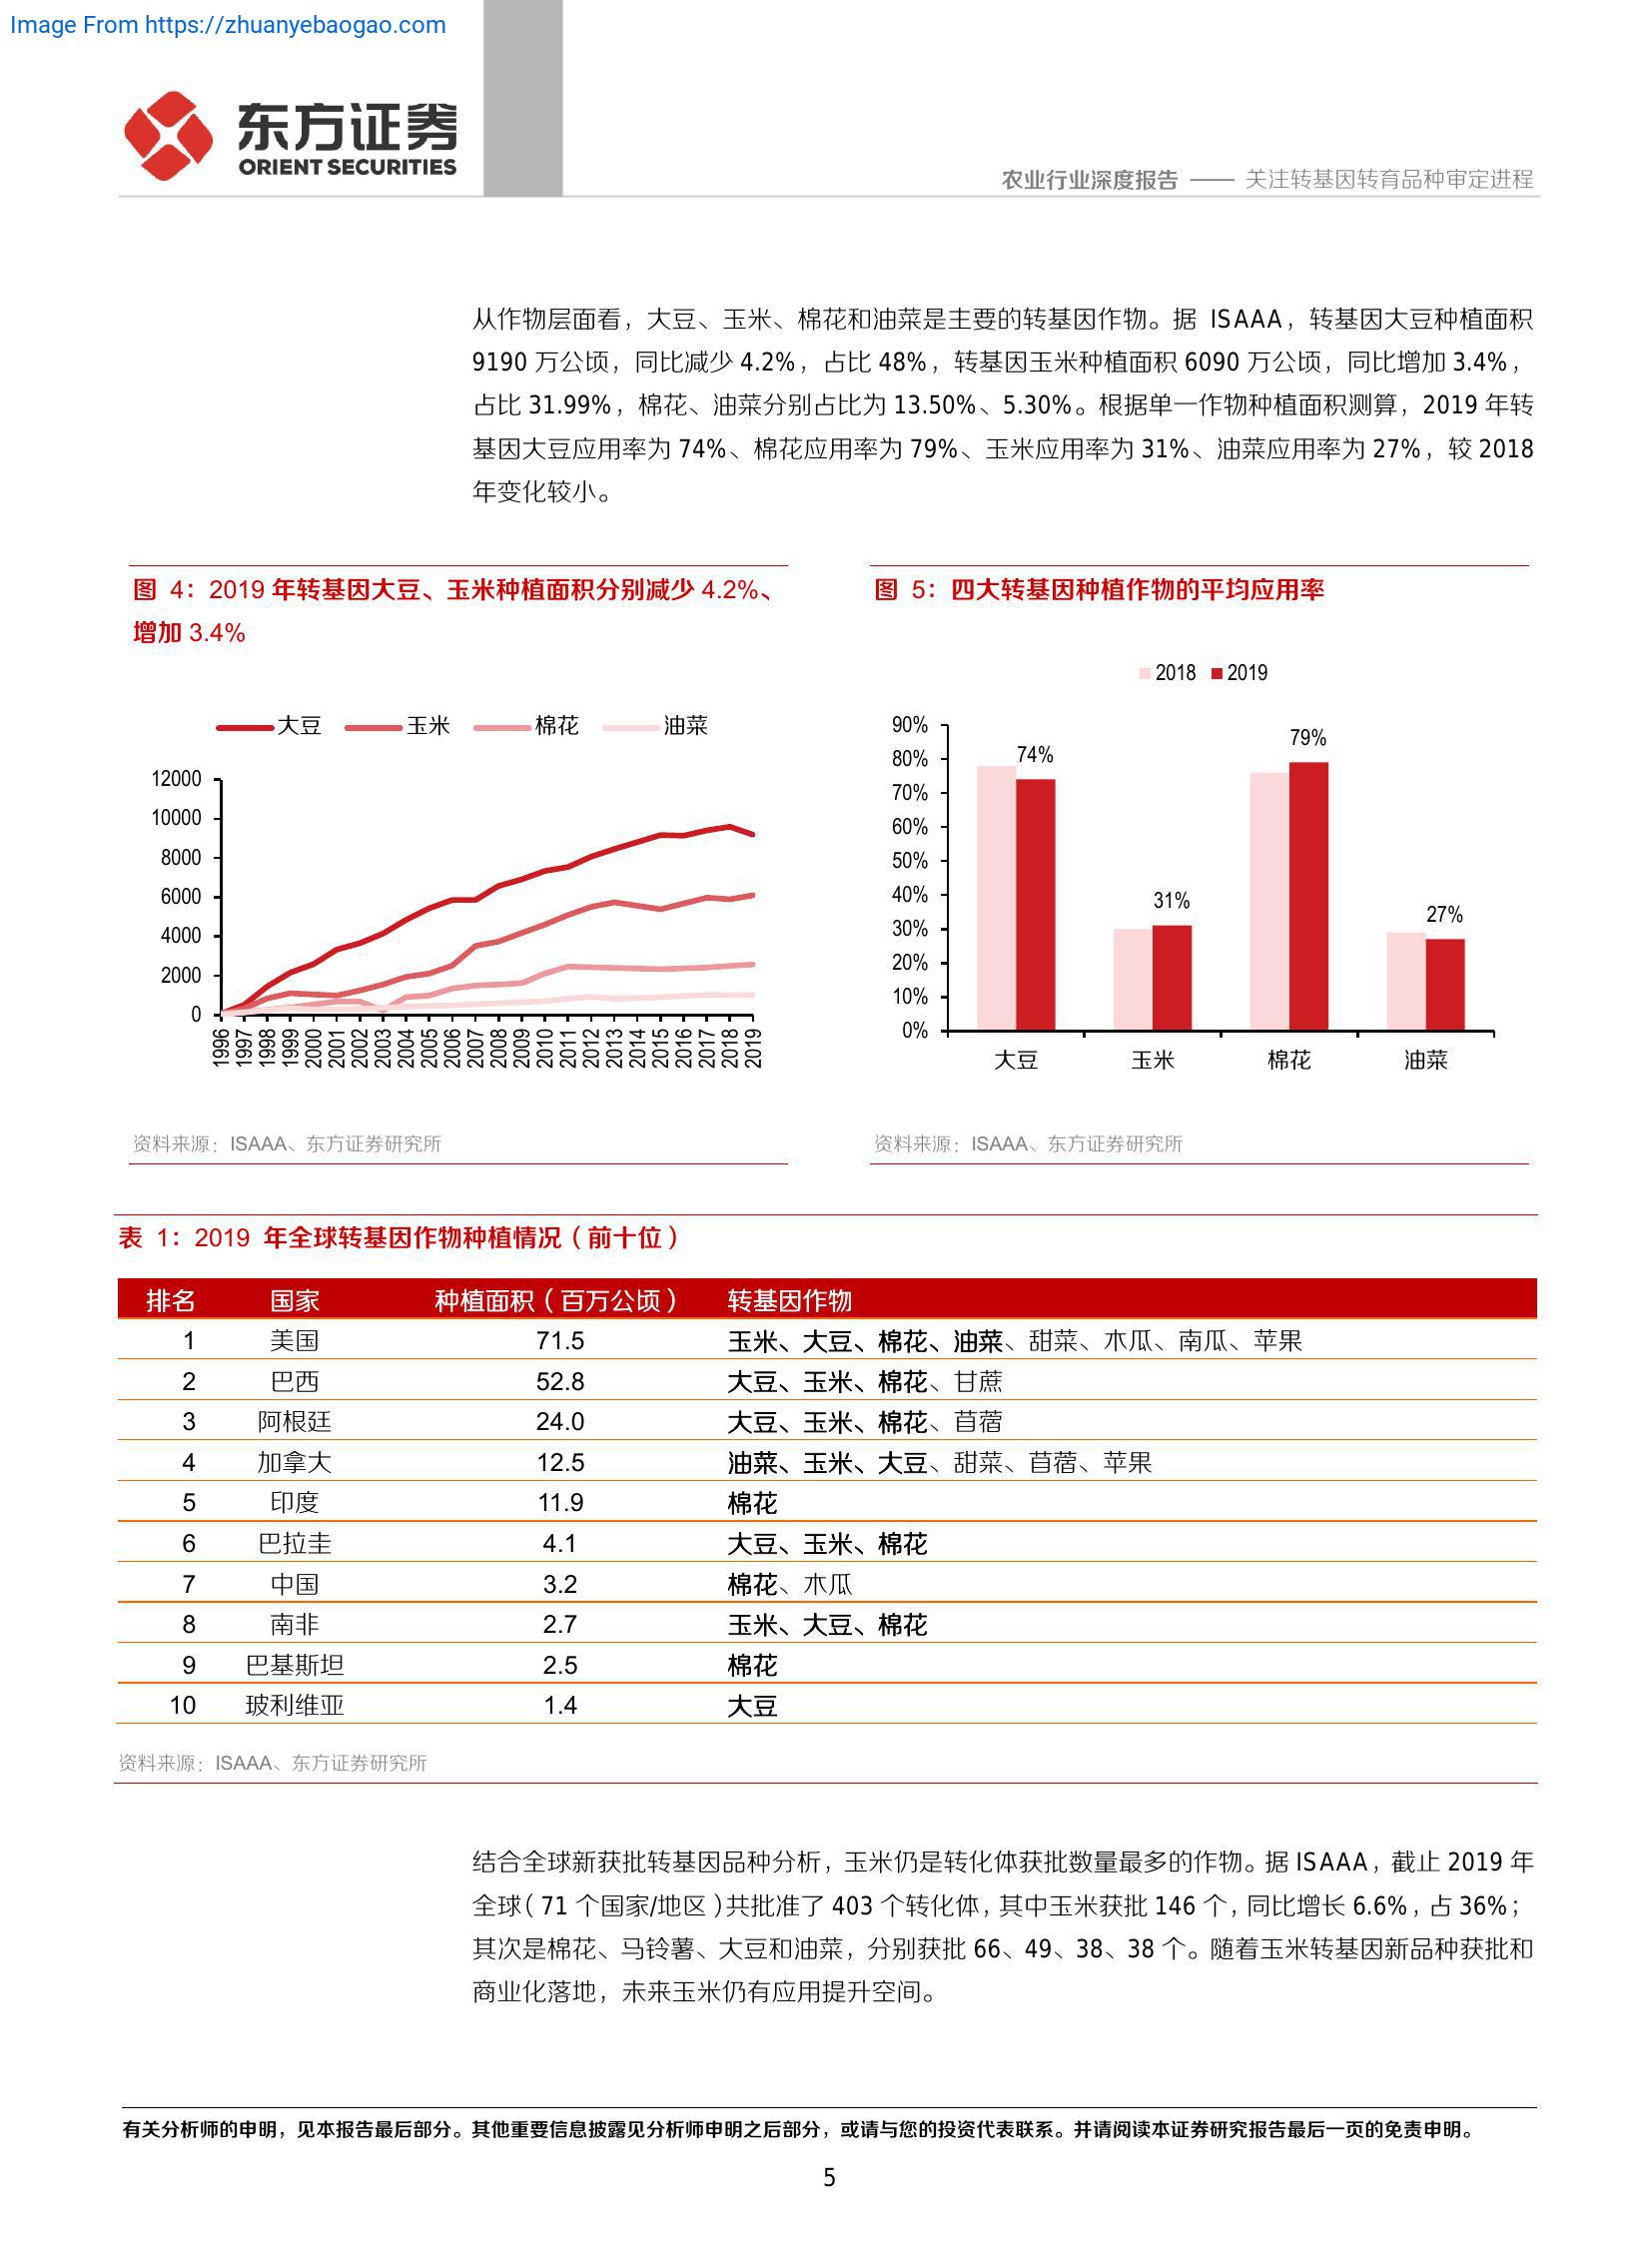 Image From https://zhuanyebaogao.com
东方证券
ORIENT SECURITIES
农业行业深度报告 —— 关注转基因转育品种审定进程
从作物层面看，大豆、玉米、棉花和油菜是主要的转基因作物。据 ISAAA，转基因大豆种植面积
9190 万公顷，同比减少 4.2%，占比 48%，转基因玉米种植面积 6090 万公顷，同比增加 3.4%，
占比 31.99%，棉花、油菜分别占比为 13.50%、5.30%。根据单一作物种植面积测算，2019 年转
基因大豆应用率为 74%、棉花应用率为 79%、玉米应用率为 31%、油菜应用率为 27%，较 2018
年变化较小。
图 4：2019 年转基因大豆、玉米种植面积分别减少 4.2%、
增加 3.4%
大豆 玉米 棉花 油菜
12000
10000
8000
6000
4000
2000
0
1996 1997 1998 1999 2000 2001 2002 2003 2004 2005 2006 2007 2008 2009 2010 2011 2012 2013 2014 2015 2016 2017 2018 2019
资料来源：ISAAA、东方证券研究所
图 5：四大转基因种植作物的平均应用率
2018 2019
90%
80%
70%
60%
50%
40%
30%
20%
10%
0%
74%
31%
79%
27%
大豆 玉米 棉花 油菜
资料来源：ISAAA、东方证券研究所
表 1：2019 年全球转基因作物种植情况（前十位）
排名 国家 种植面积（百万公顷） 转基因作物
1 美国 71.5 玉米、大豆、棉花、油菜、甜菜、木瓜、南瓜、苹果
2 巴西 52.8 大豆、玉米、棉花、甘蔗
3 阿根廷 24.0 大豆、玉米、棉花、苜蓿
4 加拿大 12.5 油菜、玉米、大豆、甜菜、苜蓿、苹果
5 印度 11.9 棉花
6 巴拉圭 4.1 大豆、玉米、棉花
7 中国 3.2 棉花、木瓜
8 南非 2.7 玉米、大豆、棉花
9 巴基斯坦 2.5 棉花
10 玻利维亚 1.4 大豆
资料来源：ISAAA、东方证券研究所
结合全球新获批转基因品种分析，玉米仍是转化体获批数量最多的作物。据 ISAAA，截止 2019 年
全球（71 个国家/地区）共批准了 403 个转化体，其中玉米获批 146 个，同比增长 6.6%，占 36%；
其次是棉花、马铃薯、大豆和油菜，分别获批 66、49、38、38 个。随着玉米转基因新品种获批和
商业化落地，未来玉米仍有应用提升空间。
有关分析师的申明，见本报告最后部分。其他重要信息披露见分析师申明之后部分，或请与您的投资代表联系。并请阅读本证券研究报告最后一页的免责申明。
5